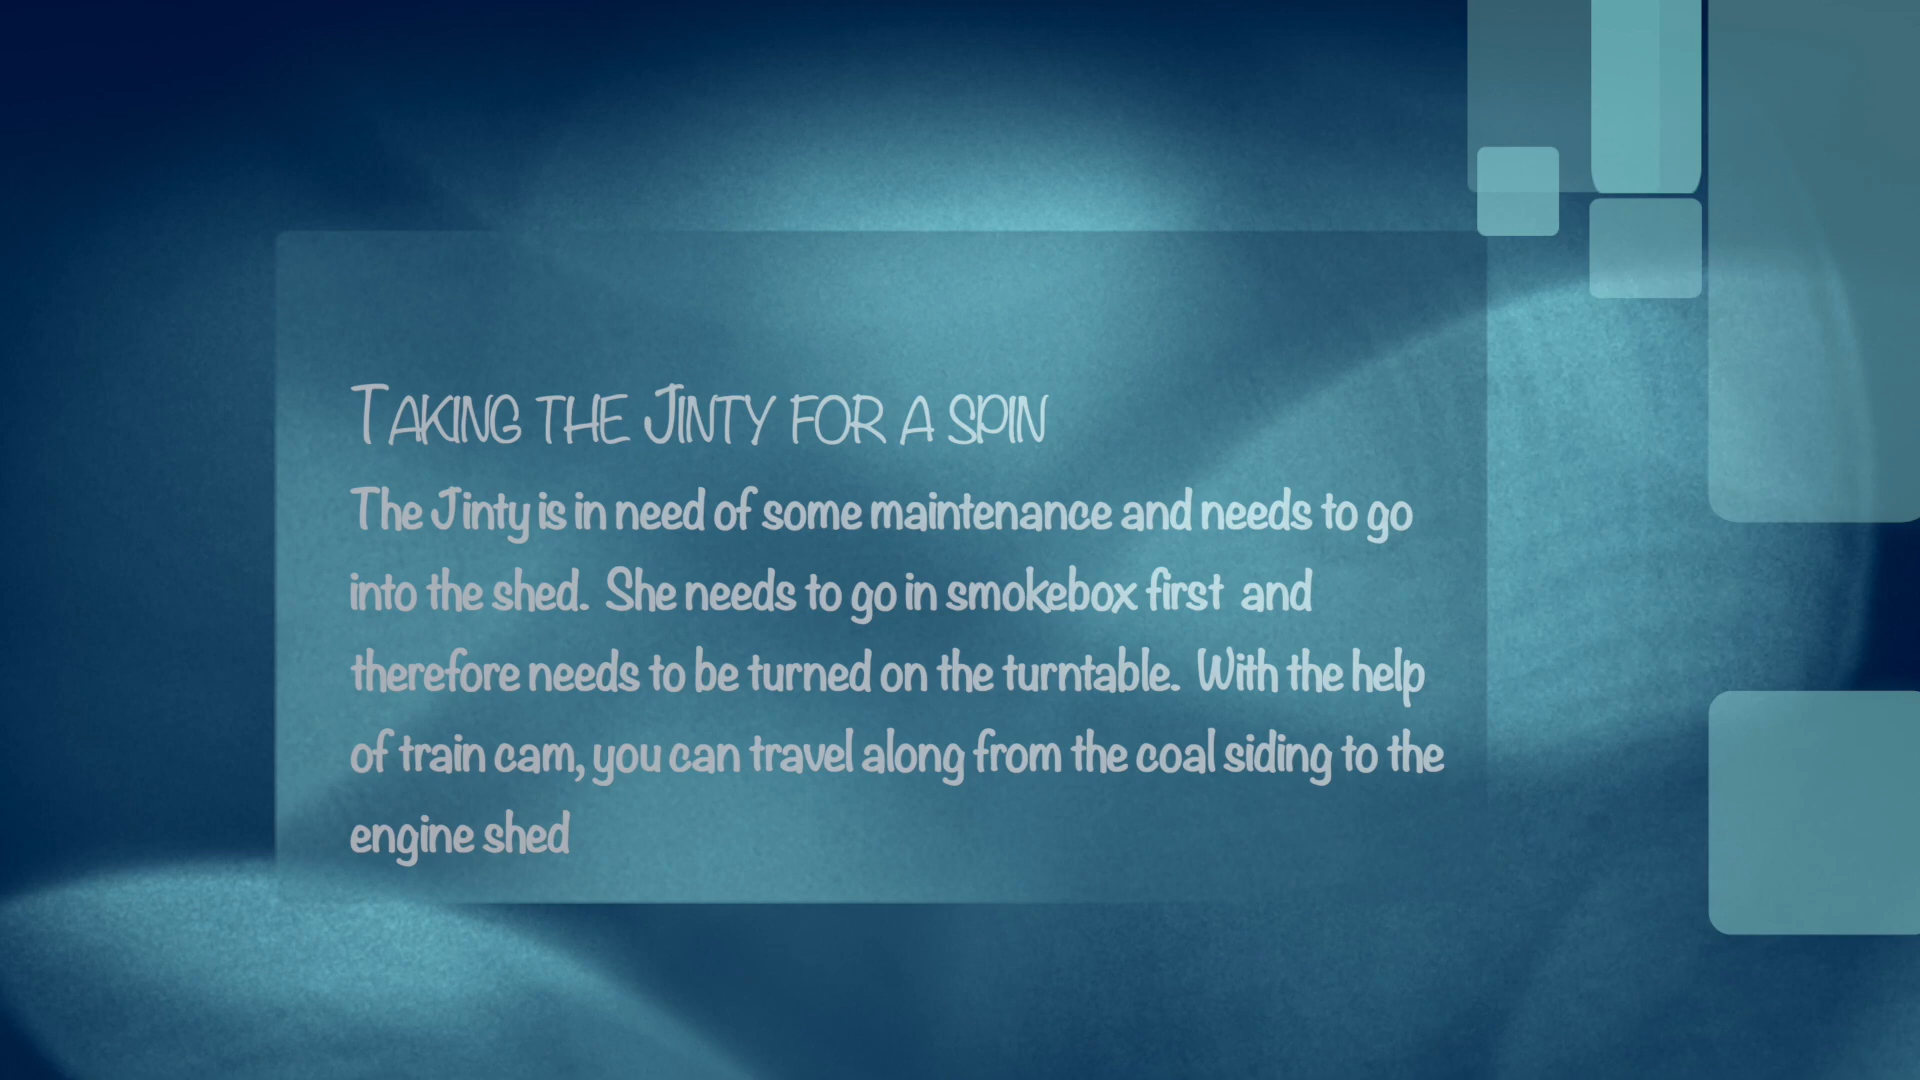 Taking the Jinty for a spin
The Jinty is in need of some maintenance and needs to go
into the shed. She needs to go in smokebox first and
therefore needs to be turned on the turntable. With the help
of train cam, you can travel along from the coal siding to the
engine shed